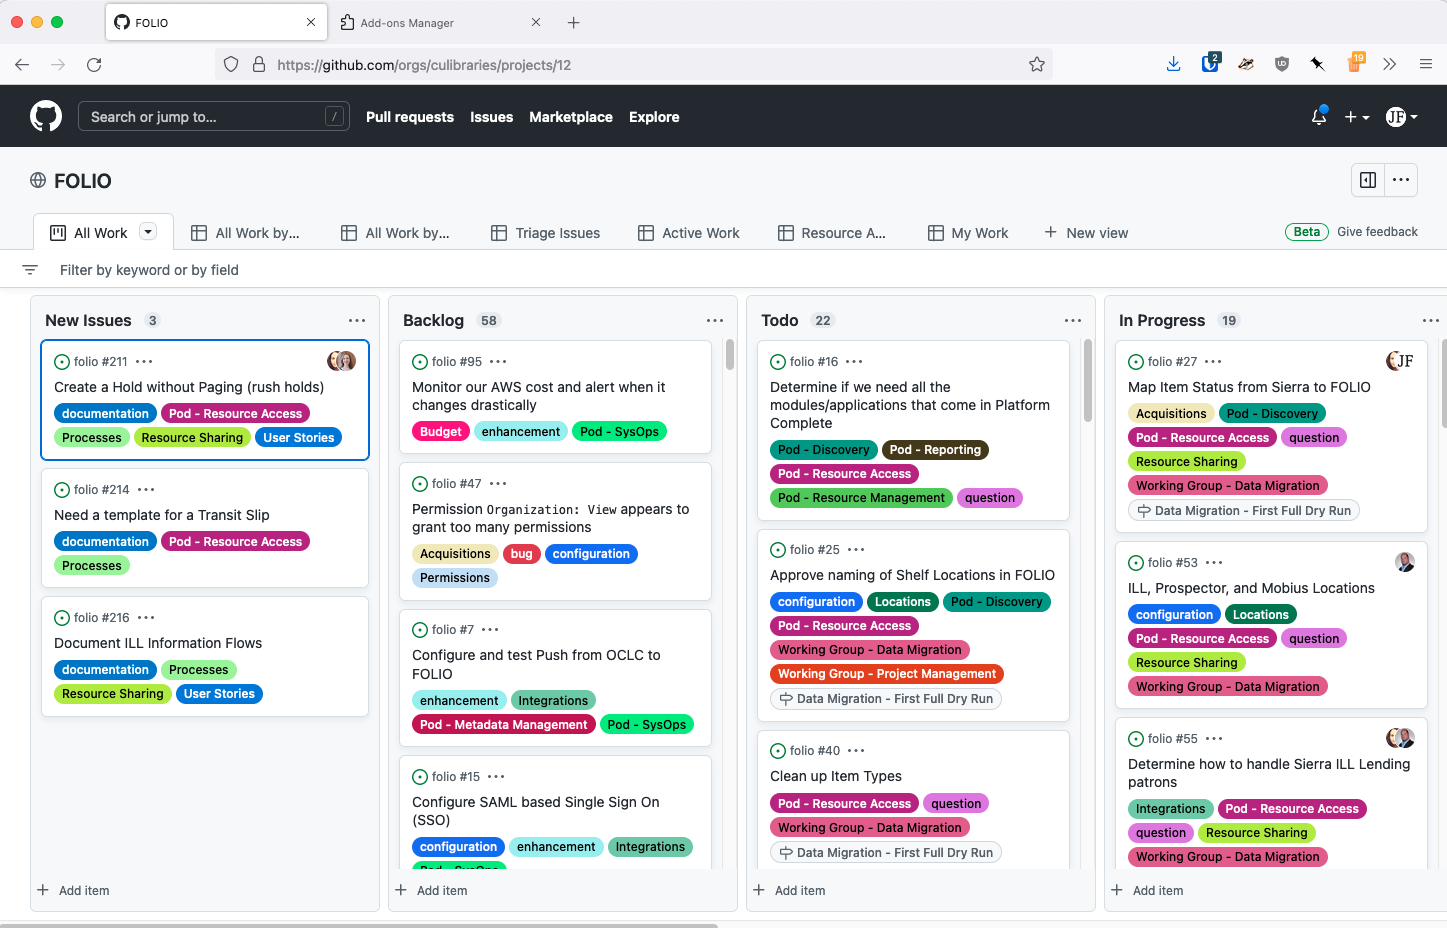 FOLIO
Add-ons Manager
https://github.com/orgs/culibraries/projects/12
2
19
Search or jump to...
/
Pull requests
Issues
Marketplace
Explore
JF
FOLIO
All Work
All Work by...
All Work by...
Triage Issues
Active Work
Resource A...
My Work
New view
Beta
Give feedback
Filter by keyword or by field
New Issues 3
folio #211
Create a Hold without Paging (rush holds)
documentation Pod - Resource Access
Processes Resource Sharing User Stories
folio #214
Need a template for a Transit Slip
documentation Pod - Resource Access
Processes
folio #216
Document ILL Information Flows
documentation Processes
Resource Sharing User Stories
Add item
Backlog 58
folio #95
Monitor our AWS cost and alert when it
changes drastically
Budget enhancement Pod - SysOps
folio #47
Permission Organization: View appears to
grant too many permissions
Acquisitions bug configuration
Permissions
folio #7
Configure and test Push from OCLC to
FOLIO
enhancement Integrations
Pod - Metadata Management Pod - SysOps
folio #15
Configure SAML based Single Sign On
(SSO)
configuration enhancement Integrations
Pod - SysOps
Add item
Todo 22
folio #16
Determine if we need all the
modules/applications that come in Platform
Complete
Pod - Discovery Pod - Reporting
Pod - Resource Access
Pod - Resource Management question
folio #25
Approve naming of Shelf Locations in FOLIO
configuration Locations Pod - Discovery
Pod - Resource Access
Working Group - Data Migration
Working Group - Project Management
Data Migration - First Full Dry Run
folio #40
Clean up Item Types
Pod - Resource Access question
Working Group - Data Migration
Data Migration - First Full Dry Run
Add item
In Progress 19
folio #27
JF
Map Item Status from Sierra to FOLIO
Acquisitions Pod - Discovery
Pod - Resource Access question
Resource Sharing
Working Group - Data Migration
Data Migration - First Full Dry Run
folio #53
ILL, Prospector, and Mobius Locations
configuration Locations
Pod - Resource Access question
Resource Sharing
Working Group - Data Migration
folio #55
Determine how to handle Sierra ILL Lending
patrons
Integrations Pod - Resource Access
question Resource Sharing
Working Group - Data Migration
Add item